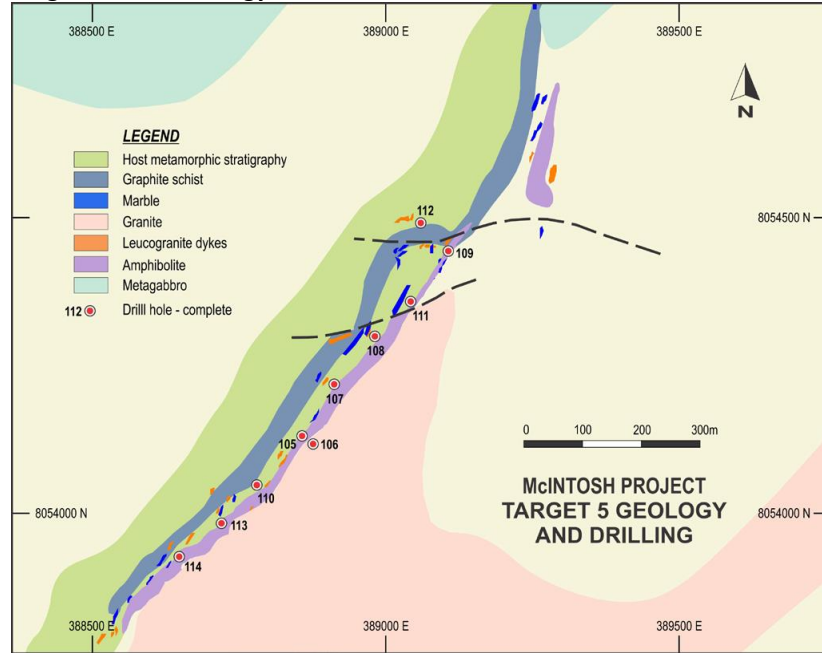 388500 E
389000 E
389500 E
N
LEGEND
Host metamorphic stratigraphy
Graphite schist
Marble
Granite
Leucogranite dykes
Amphibolite
Metagabbro
112 Drilll hole - complete
8054500 N
112
109
111
108
107
105
106
110
113
114
0 100 200 300m
McINTOSH PROJECT
TARGET 5 GEOLOGY
AND DRILLING
8054000 N
388500 E
389000 E
389500 E